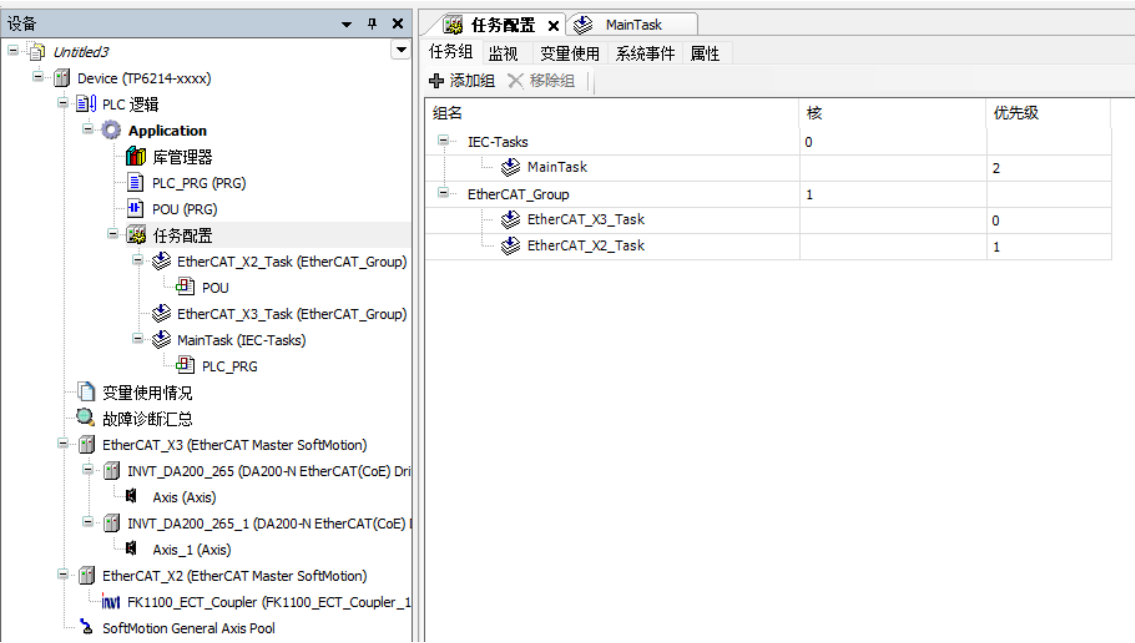 设备
Untitled3
Device (TP6214-xxxx)
PLC 逻辑
Application
库管理器
PLC_PRG (PRG)
POU (PRG)
任务配置
EtherCAT_X2_Task (EtherCAT_Group)
POU
EtherCAT_X3_Task (EtherCAT_Group)
MainTask (IEC-Tasks)
PLC_PRG
变量使用情况
故障诊断汇总
EtherCAT_X3 (EtherCAT Master SoftMotion)
INVT_DA200_265 (DA200-N EtherCAT(CoE) Dri
Axis (Axis)
INVT_DA200_265_1 (DA200-N EtherCAT(CoE)
Axis_1 (Axis)
EtherCAT_X2 (EtherCAT Master SoftMotion)
invt FK1100_ECT_Coupler (FK1100_ECT_Coupler_1
SoftMotion General Axis Pool
任务配置 MainTask
任务组 监视 变量使用 系统事件 属性
添加组 移除组
组名 核 优先级
IEC-Tasks 0
MainTask 2
EtherCAT_Group 1
EtherCAT_X3_Task 0
EtherCAT_X2_Task 1